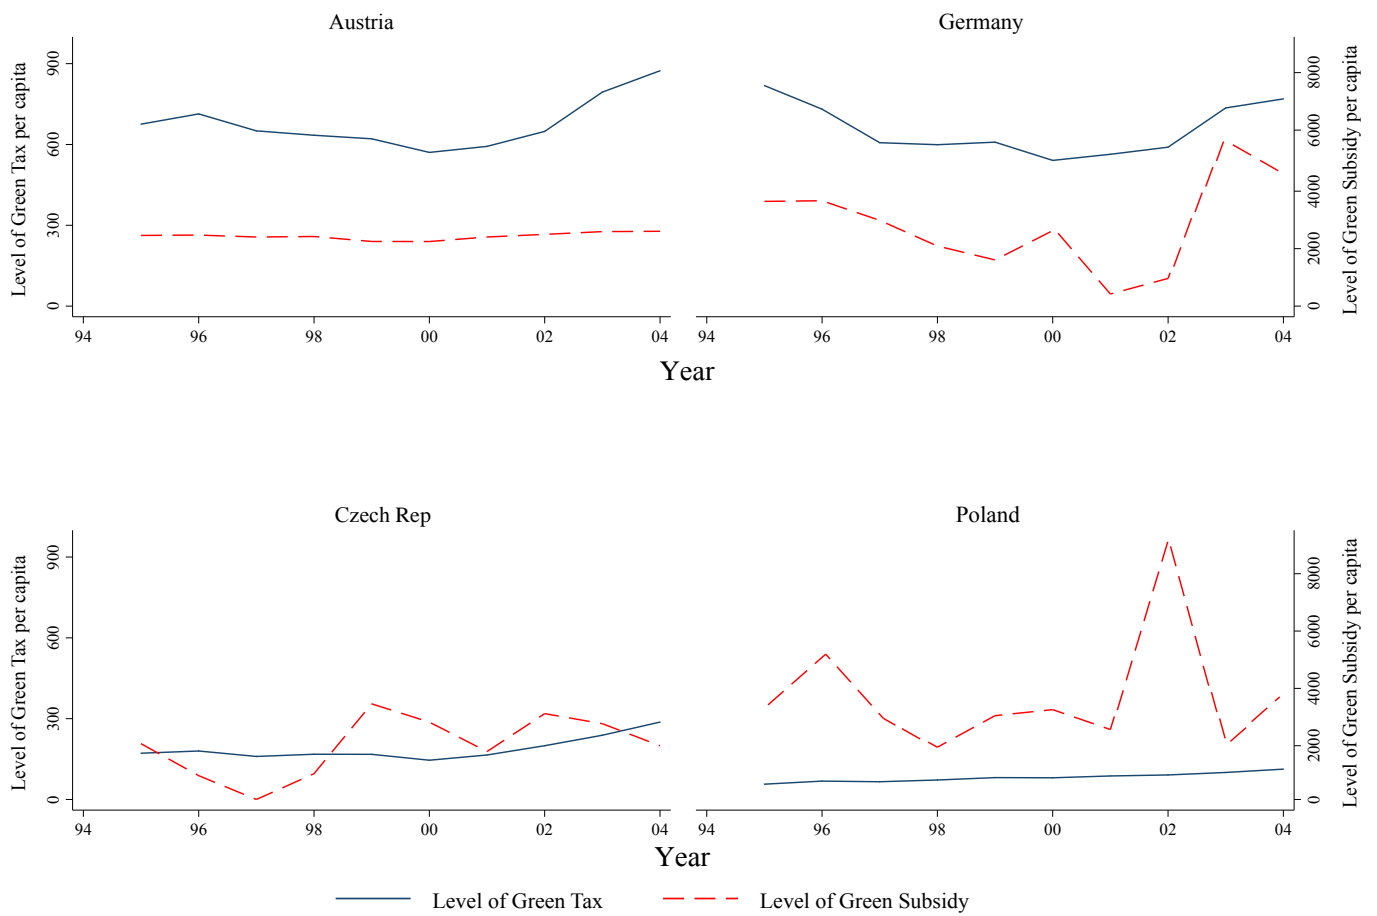 Austria
Germany
Level of Green Tax per capita
900
600
300
0
94 96 98 00 02 04
94 96 98 00 02 04
8000
6000
4000
2000
0
Level of Green Subsidy per capita
Year
Czech Rep
Poland
Level of Green Tax per capita
900
600
300
0
94 96 98 00 02 04
94 96 98 00 02 04
8000
6000
4000
2000
0
Level of Green Subsidy per capita
Year
Level of Green Tax
Level of Green Subsidy